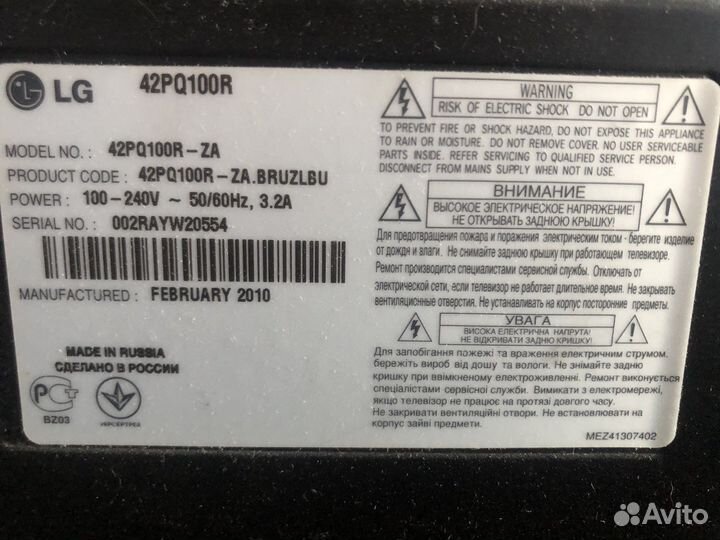 LG
42PQ100R
MODEL NO. : 42PQ100R-ZA
PRODUCT CODE : 42PQ100R-ZA.BRUZLBU
POWER : 100-240V ~ 50/60Hz, 3.2A
SERIAL NO. : 002RAYW20554
MANUFACTURED : FEBRUARY 2010
MADE IN RUSSIA
СДЕЛАНО В РОССИИ
BZ03
УКРСЕРТРЕЗ
WARNING
RISK OF ELECTRIC SHOCK DO NOT OPEN
TO PREVENT FIRE OR SHOCK HAZARD, DO NOT EXPOSE THIS APPLIANCE
TO RAIN OR MOISTURE. DO NOT REMOVE COVER. NO USER SERVICEABLE
PARTS INSIDE. REFER SERVICING TO QUALIFIED SERVICE PERSONNEL.
DISCONNECT FROM MAINS SUPPLY WHEN NOT IN USE.
ВНИМАНИЕ
ВЫСОКОЕ ЭЛЕКТРИЧЕСКОЕ НАПРЯЖЕНИЕ!
НЕ ОТКРЫВАТЬ ЗАДНЮЮ КРЫШКУ!
Для предотвращения пожара и поражения электрическим током - берегите изделие
от дождя и влаги. Не снимайте заднюю крышку при работающем телевизоре.
Ремонт производится специалистами сервисной службы. Отключать от
электрической сети, если телевизор не работает длительное время. Не закрывать
вентиляционные отверстия. Не устанавливать на корпус посторонние предметы.
УВАГА
ВИСОКА ЕЛЕКТРИЧНА НАПРУГА!
НЕ ВІДКРИВАТИ ЗАДНЮ КРИШКУ!
Для запобігання пожежі та враження електричним струмом.
бережіть виріб від дощу та вологи. Не знімайте задню
кришку при ввімкненому електроживленні. Ремонт виконується
спеціалістами сервісної служби. Вимикати з електромережі,
якщо телевізор не працює на протязі довгого часу.
Не закривати вентиляційні отвори. Не встановлювати на
корпус зайві предмети.
MEZ41307402
Avito